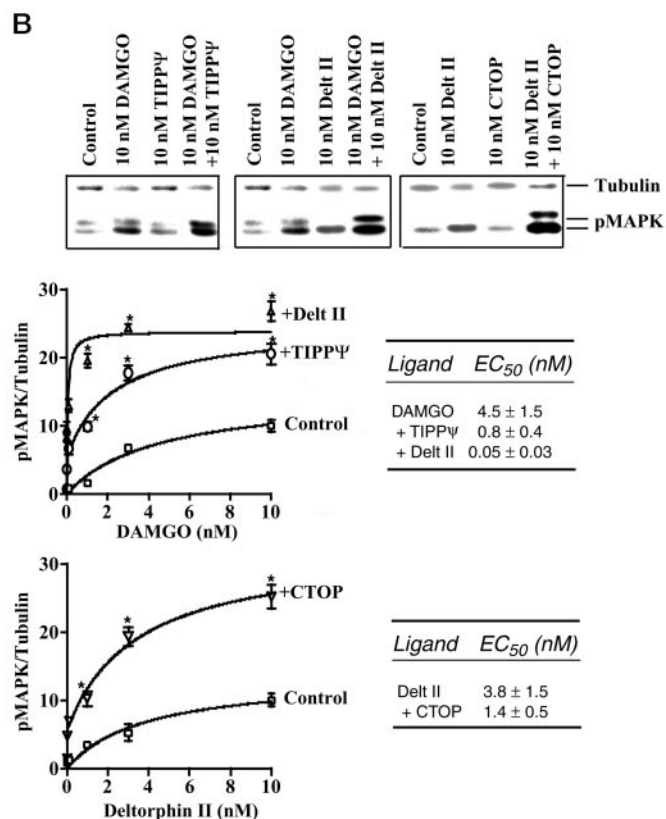 B
Control
10 nM DAMGO
10 nM TIPPΨ
10 nM DAMGO
+10 nM TIPPΨ
Control
10 nM DAMGO
10 nM Delt II
10 nM DAMGO
+ 10 nM Delt II
Control
10 nM Delt II
10 nM CTOP
10 nM Delt II
+ 10 nM CTOP
Tubulin
pMAPK
pMAPK/Tubulin
30
20
10
0
0 2 4 6 8 10
DAMGO (nM)
* * * +Delt II
* * * +TIPPΨ
Control
Ligand EC50 (nM)
DAMGO 4.5 ± 1.5
+ TIPPΨ 0.8 ± 0.4
+ Delt II 0.05 ± 0.03
pMAPK/Tubulin
30
20
10
0
0 2 4 6 8 10
Deltorphin II (nM)
* * * +CTOP
Control
Ligand EC50 (nM)
Delt II 3.8 ± 1.5
+ CTOP 1.4 ± 0.5